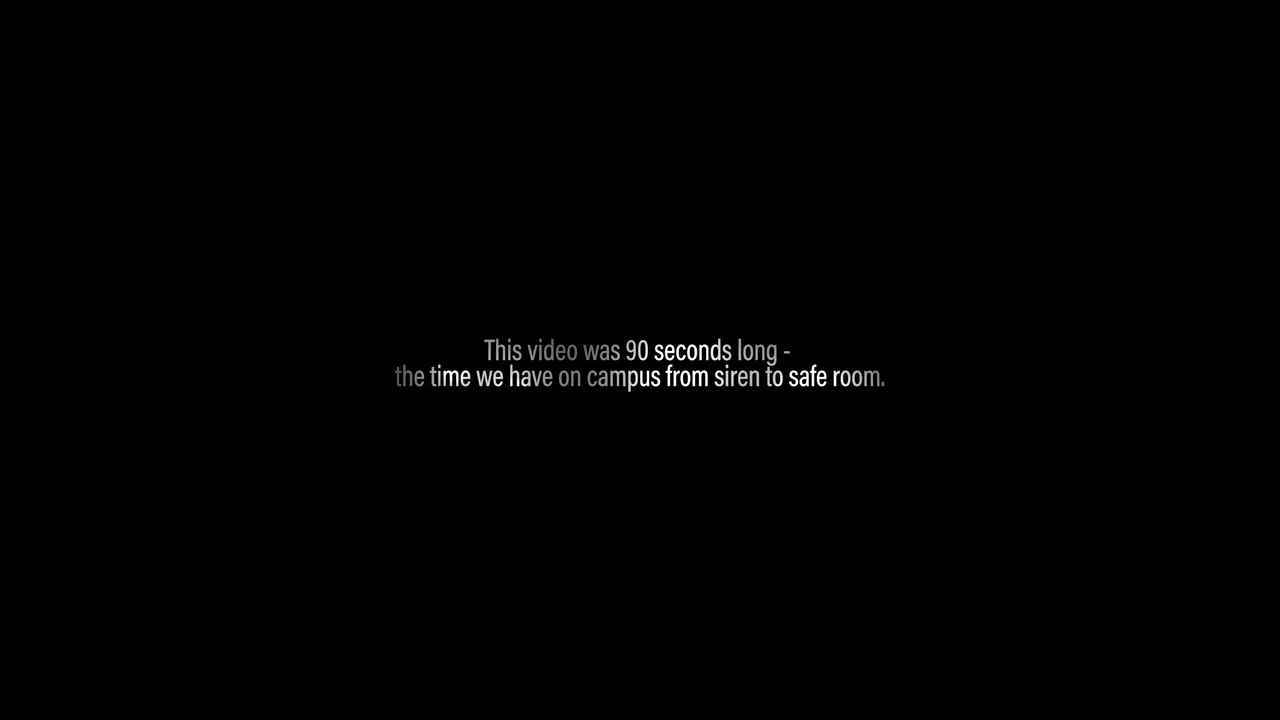 This video was 90 seconds long -
the time we have on campus from siren to safe room.